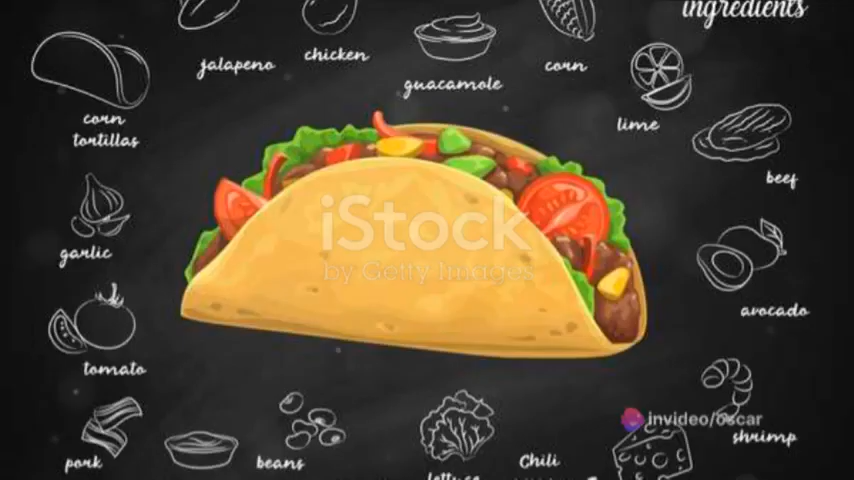 ingredients
jalapeno
chicken
guacamole
corn
corn
tortillas
lime
beef
garlic
avocado
tomato
shrimp
pork
beans
lettuce
Chili
iStock
by Getty Images
invideo/oscar